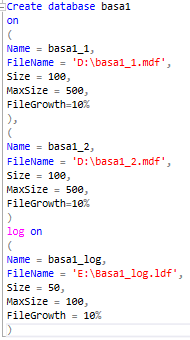 Create database basa1
on
(
Name = basa1_1,
FileName = 'D:\basa1_1.mdf',
Size = 100,
MaxSize = 500,
FileGrowth=10%
),
(
Name = basa1_2,
FileName = 'D:\basa1_2.mdf',
Size = 100,
MaxSize = 500,
FileGrowth=10%
)
log on
(
Name = basa1_log,
FileName = 'E:\Basa1_log.ldf',
Size = 50,
MaxSize = 100,
FileGrowth = 10%
)